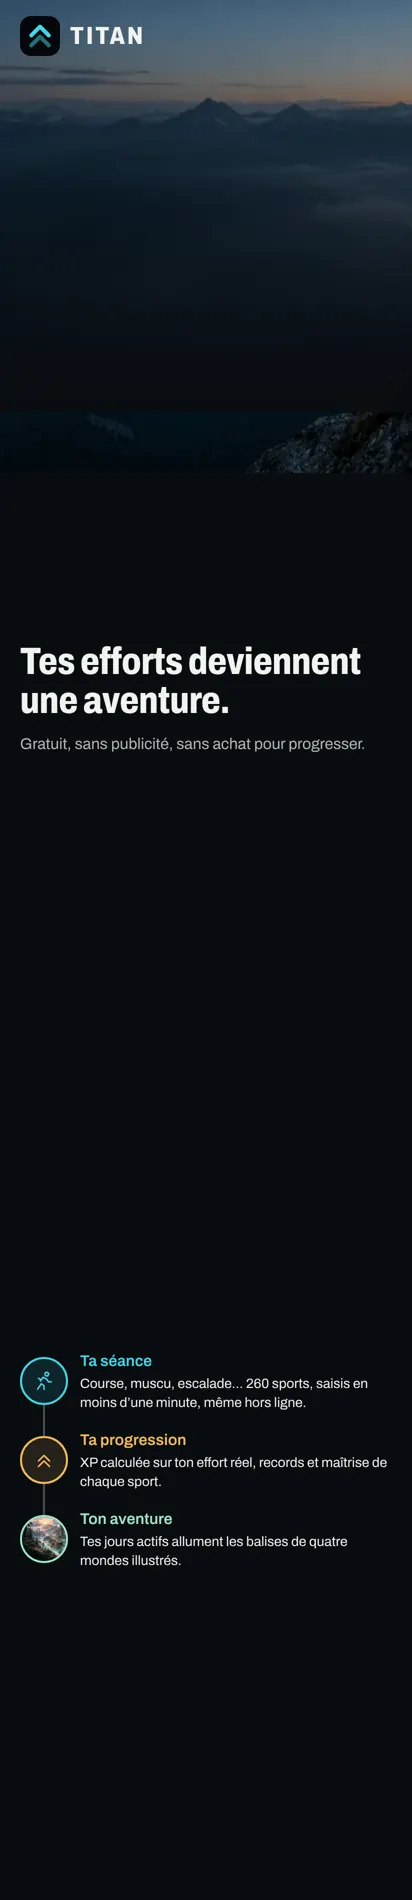 TITAN
Tes efforts deviennent
une aventure.
Gratuit, sans publicité, sans achat pour progresser.
Ta séance
Course, muscu, escalade… 260 sports, saisis en
moins d’une minute, même hors ligne.
Ta progression
XP calculée sur ton effort réel, records et maîtrise de
chaque sport.
Ton aventure
Tes jours actifs allument les balises de quatre
mondes illustrés.